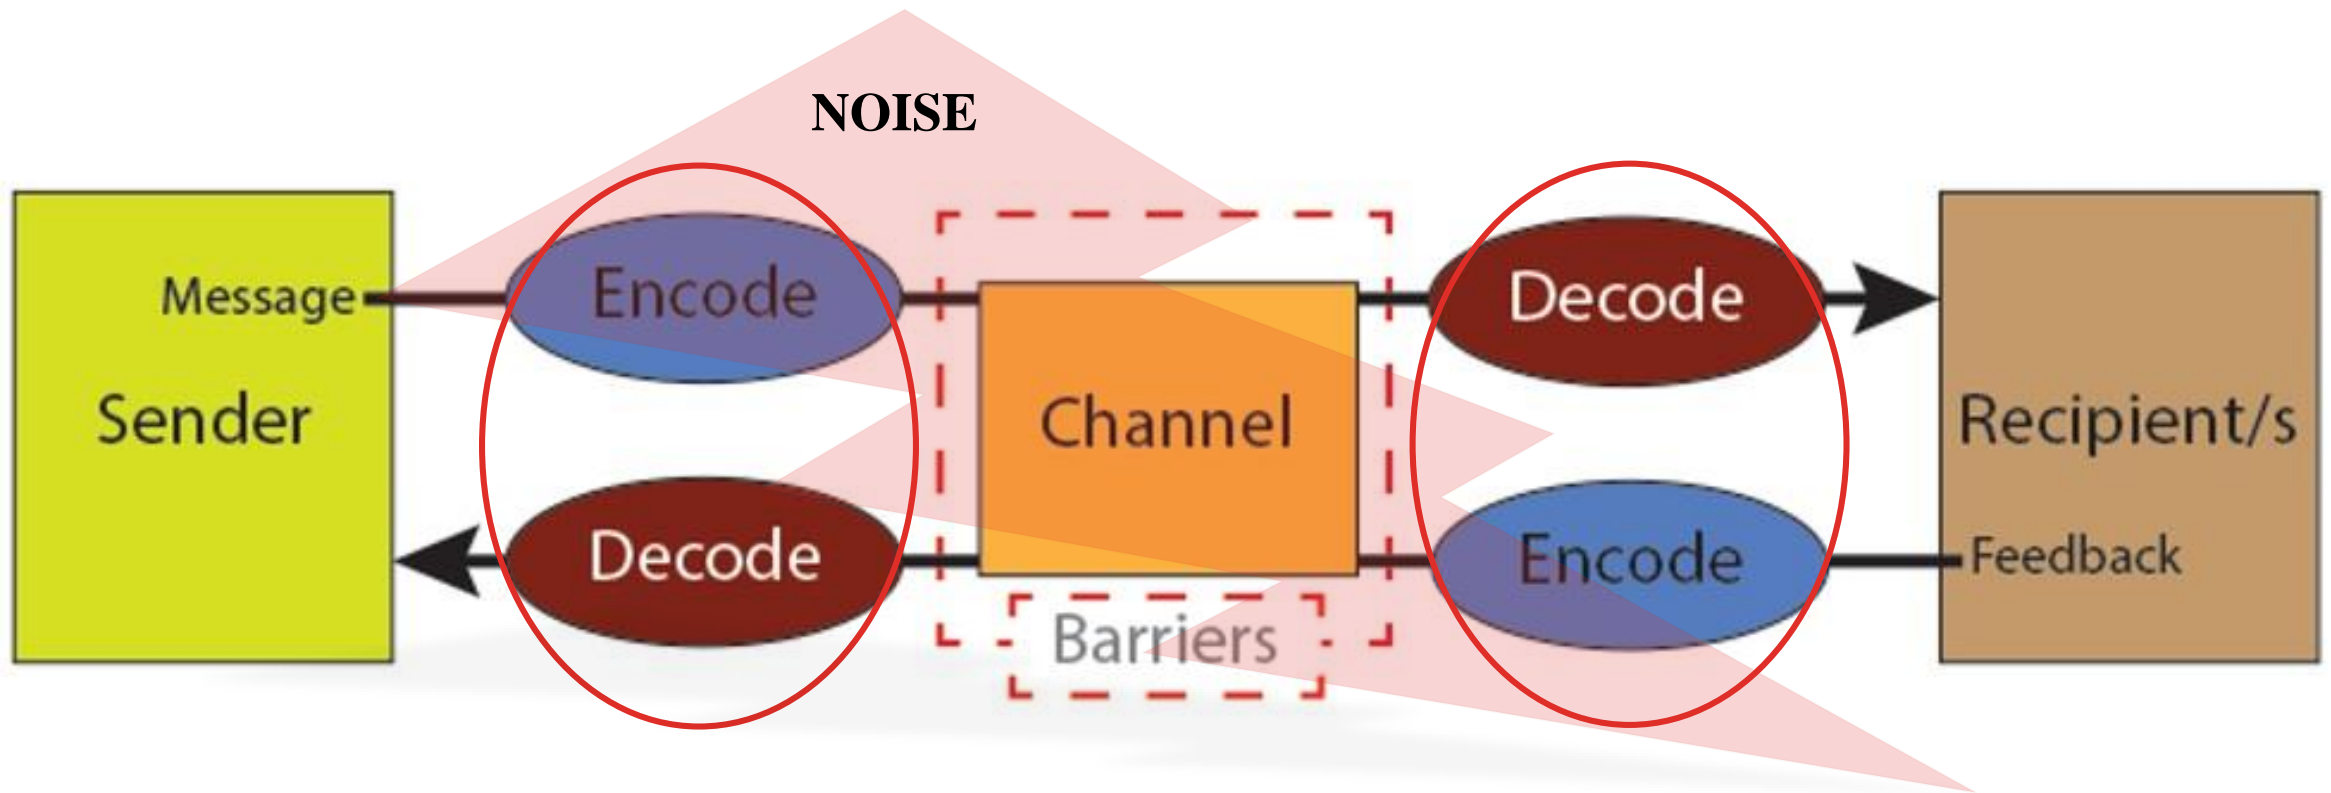 NOISE
Message
Encode
Decode
Sender
Channel
Recipient/s
Decode
Encode
Feedback
Barriers